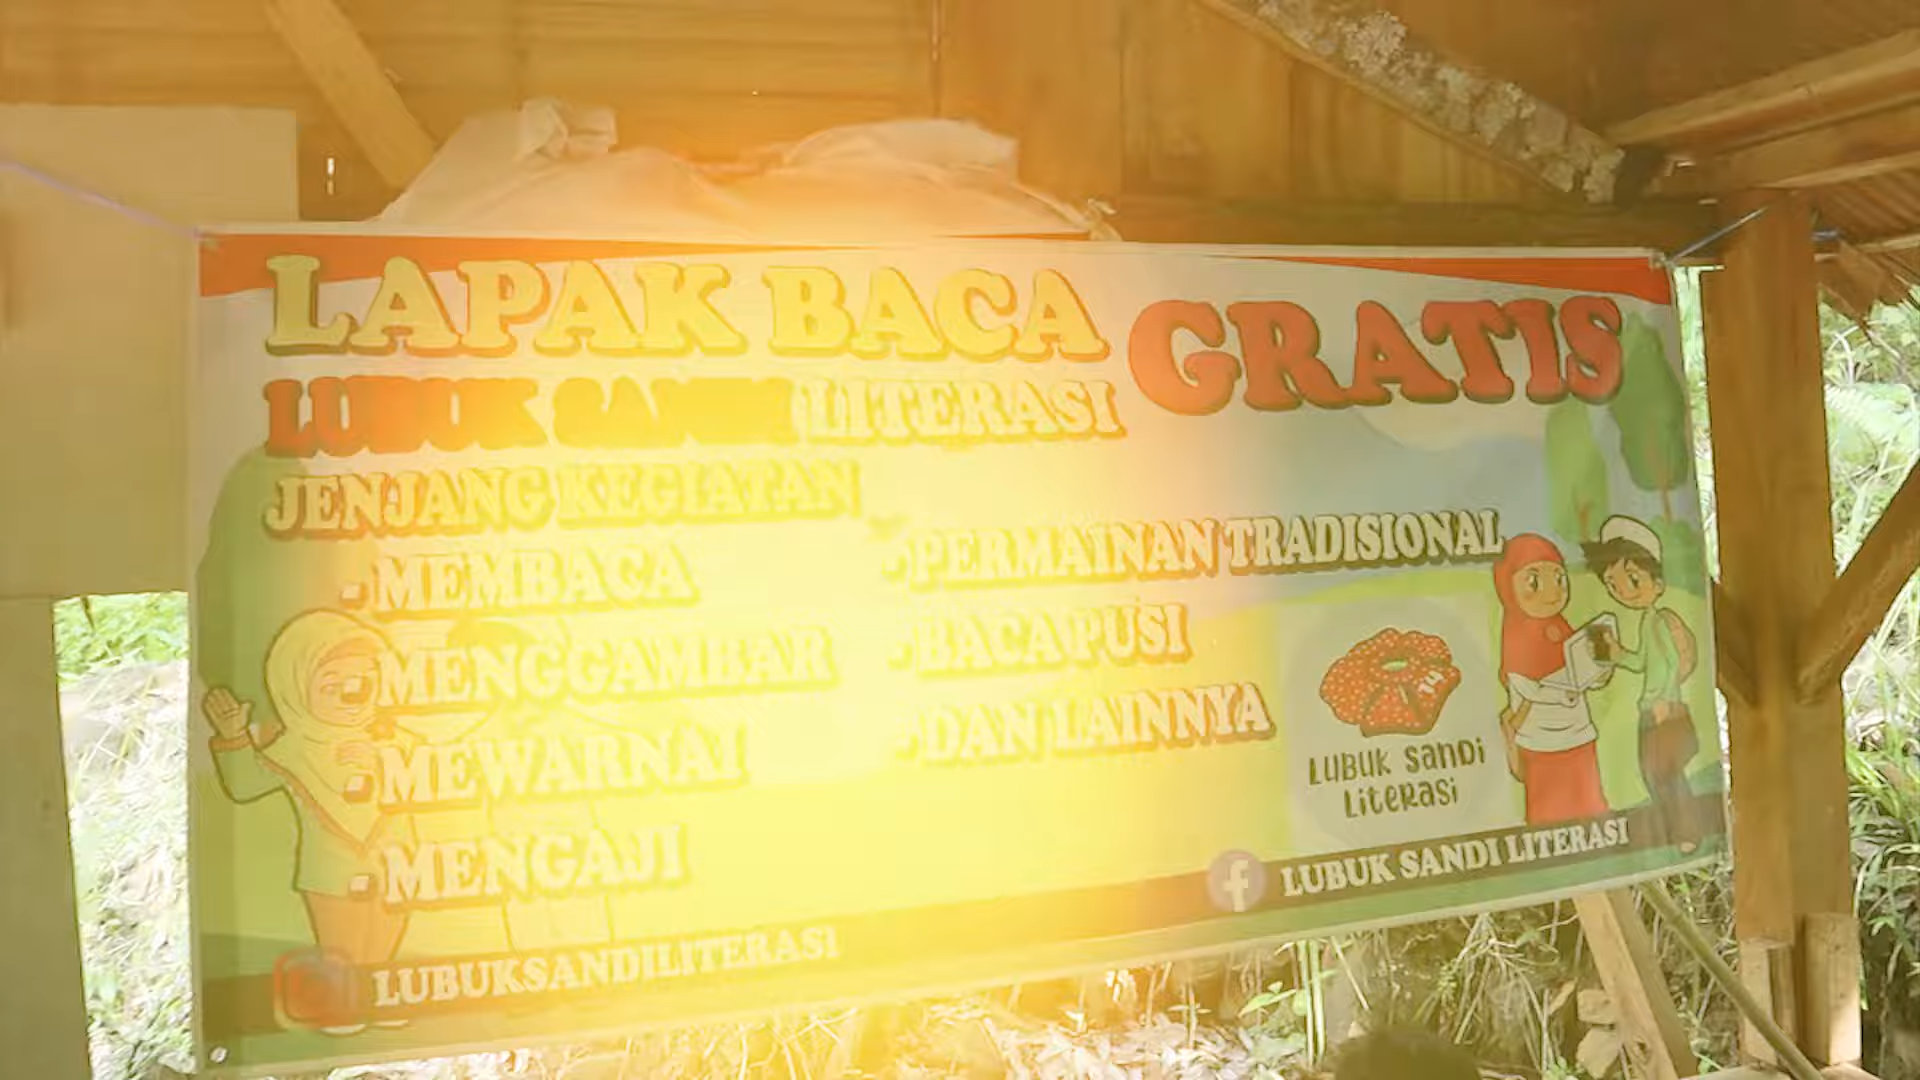 LAPAK BACA GRATIS
LUBUK SANDI LITERASI
JENJANG KEGIATAN
- MEMBACA
- MENGGAMBAR
- MEWARNAI
- MENGAJI
- PERMAINAN TRADISIONAL
- BACA PUSI
- DAN LAINNYA
LUBUK SANDI
LITERASI
LUBUKSANDILITERASI
LUBUK SANDI LITERASI